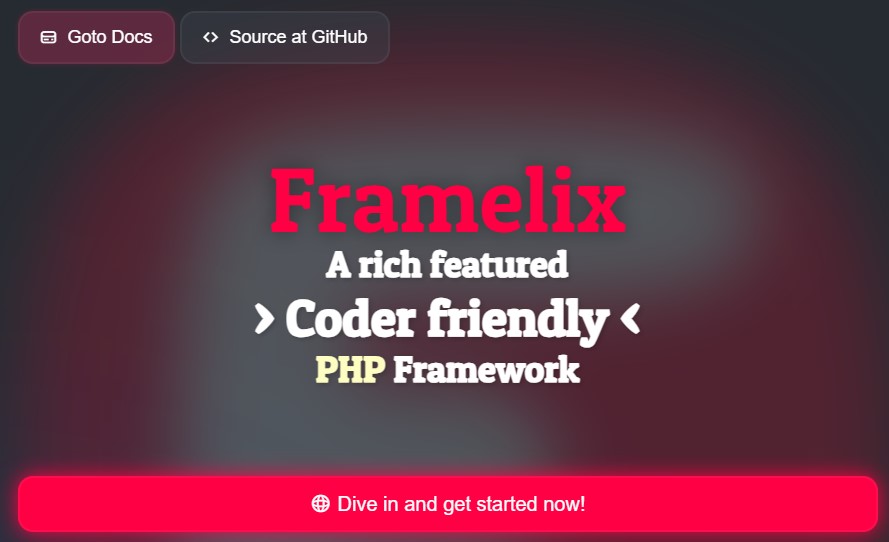 Goto Docs
Source at GitHub
Framelix
A rich featured
› Coder friendly ‹
PHP Framework
Dive in and get started now!